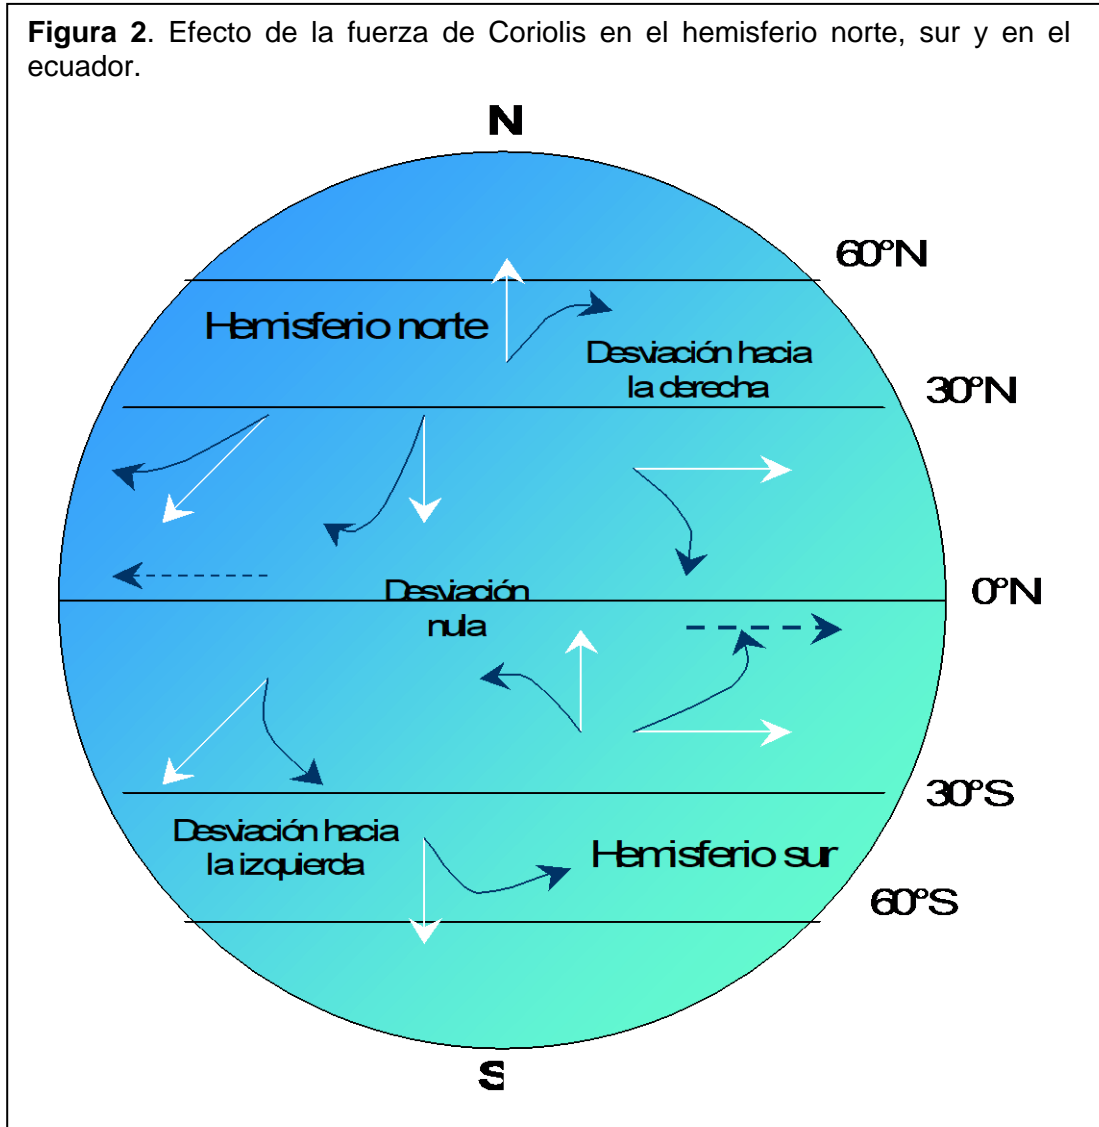 Figura 2. Efecto de la fuerza de Coriolis en el hemisferio norte, sur y en el
ecuador.
N
60°N
Hemisferio norte
Desviación hacia
la derecha
30°N
Desviación
nula
0°N
30°S
Desviación hacia
la izquierda
Hemisferio sur
60°S
S